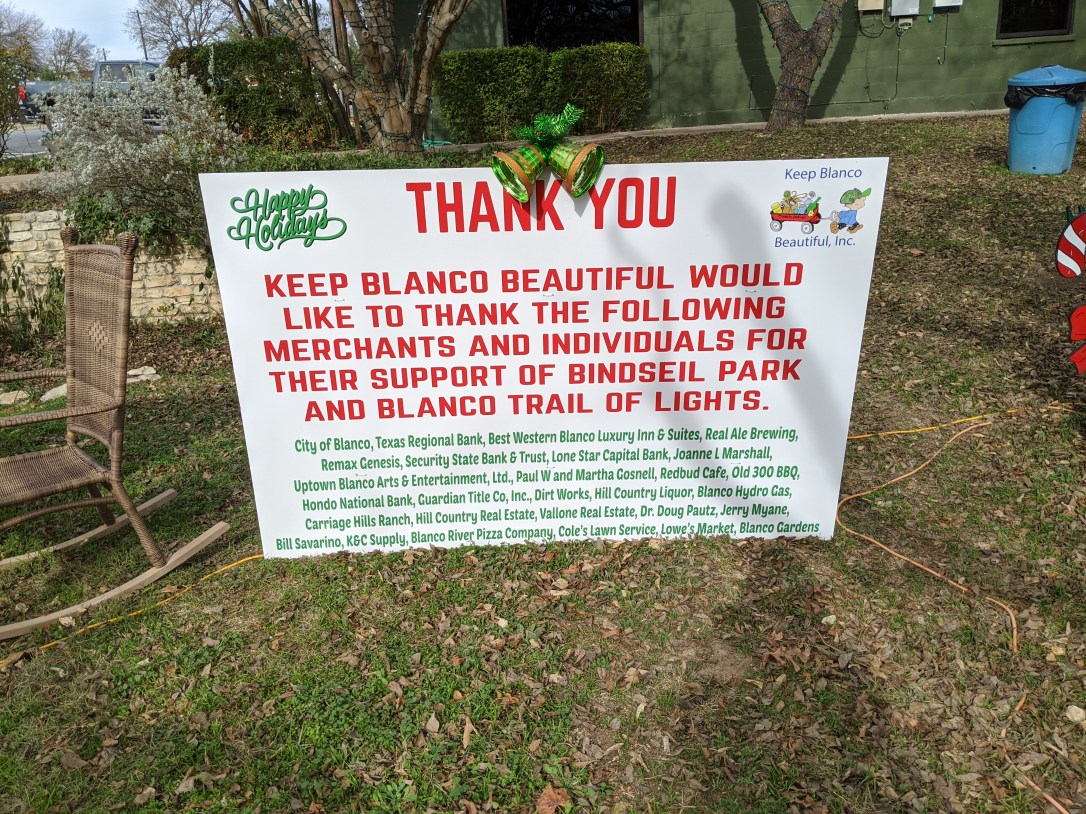 Happy
Holidays
THANK YOU
Keep Blanco
Beautiful, Inc.
KEEP BLANCO BEAUTIFUL WOULD
LIKE TO THANK THE FOLLOWING
MERCHANTS AND INDIVIDUALS FOR
THEIR SUPPORT OF BINDSEIL PARK
AND BLANCO TRAIL OF LIGHTS.
City of Blanco, Texas Regional Bank, Best Western Blanco Luxury Inn & Suites, Real Ale Brewing,
Remax Genesis, Security State Bank & Trust, Lone Star Capital Bank, Joanne L Marshall,
Uptown Blanco Arts & Entertainment, Ltd., Paul W and Martha Gosnell, Redbud Cafe, Old 300 BBQ,
Hondo National Bank, Guardian Title Co, Inc., Dirt Works, Hill Country Liquor, Blanco Hydro Gas,
Carriage Hills Ranch, Hill Country Real Estate, Vallone Real Estate, Dr. Doug Pautz, Jerry Myane,
Bill Savarino, K&C Supply, Blanco River Pizza Company, Cole's Lawn Service, Lowe's Market, Blanco Gardens